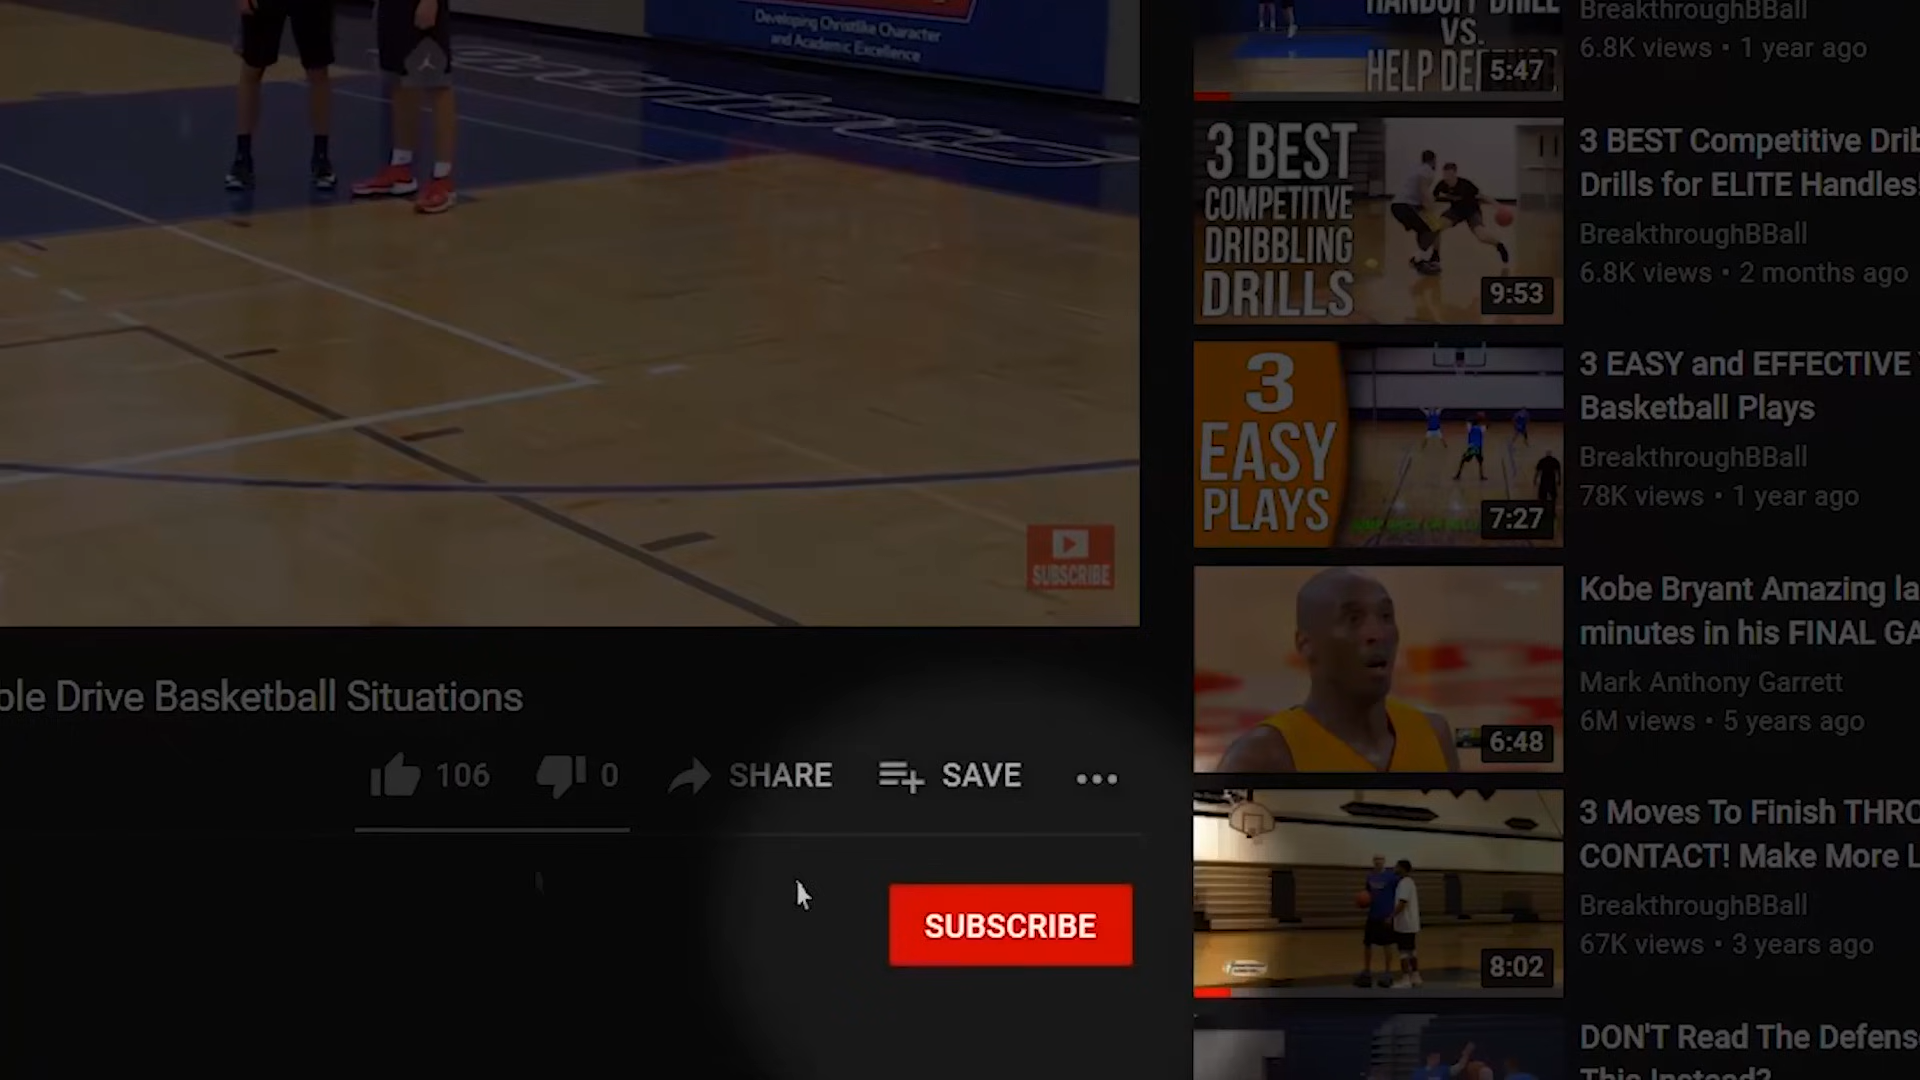 Developing Christlike Character
and Academic Excellence
SUBSCRIBE
ole Drive Basketball Situations
106
0
SHARE
SAVE
SUBSCRIBE
VS.
5:47
BreakthroughBBall
6.8K views • 1 year ago
3 BEST
COMPETITVE
DRIBBLING
DRILLS
9:53
3 BEST Competitive Drib
Drills for ELITE Handles!
BreakthroughBBall
6.8K views • 2 months ago
3
EASY
PLAYS
7:27
3 EASY and EFFECTIVE
Basketball Plays
BreakthroughBBall
78K views • 1 year ago
6:48
Kobe Bryant Amazing la
minutes in his FINAL GA
Mark Anthony Garrett
6M views • 5 years ago
8:02
3 Moves To Finish THRO
CONTACT! Make More L
BreakthroughBBall
67K views • 3 years ago
DON'T Read The Defens
This Instead?